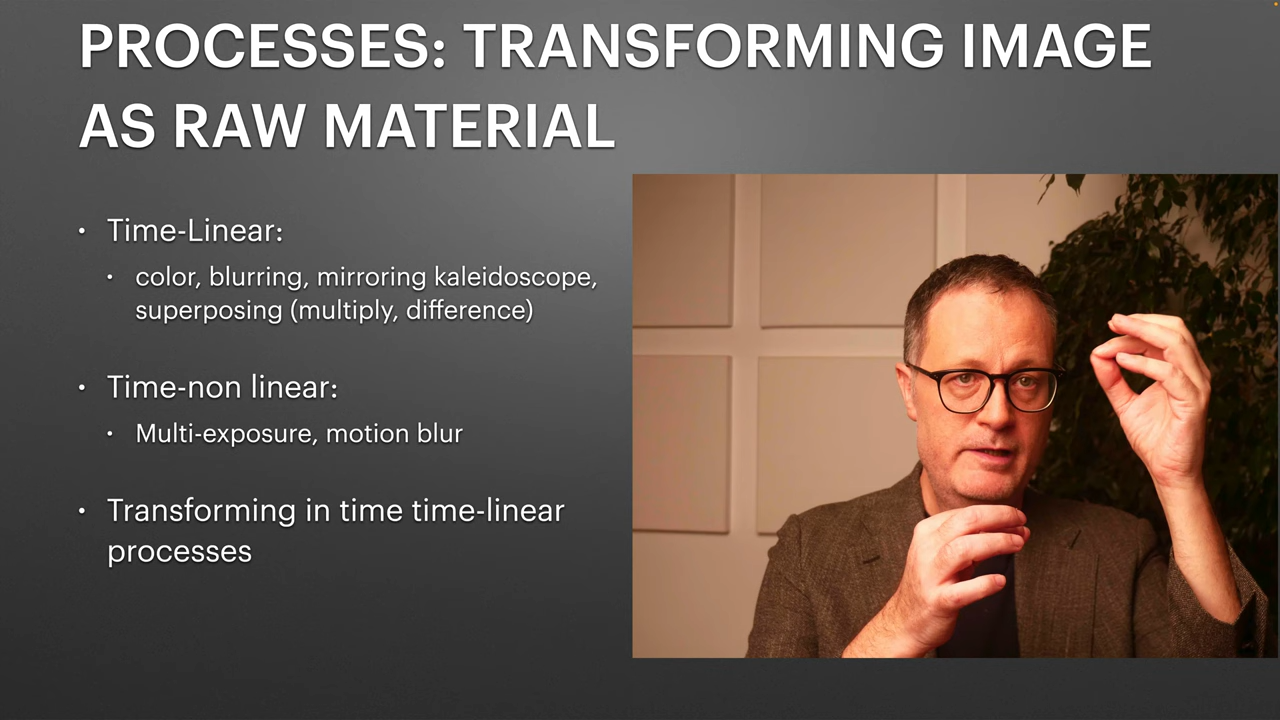 PROCESSES: TRANSFORMING IMAGE
AS RAW MATERIAL
• Time-Linear:
• color, blurring, mirroring kaleidoscope,
superposing (multiply, difference)
• Time-non linear:
• Multi-exposure, motion blur
• Transforming in time time-linear
processes